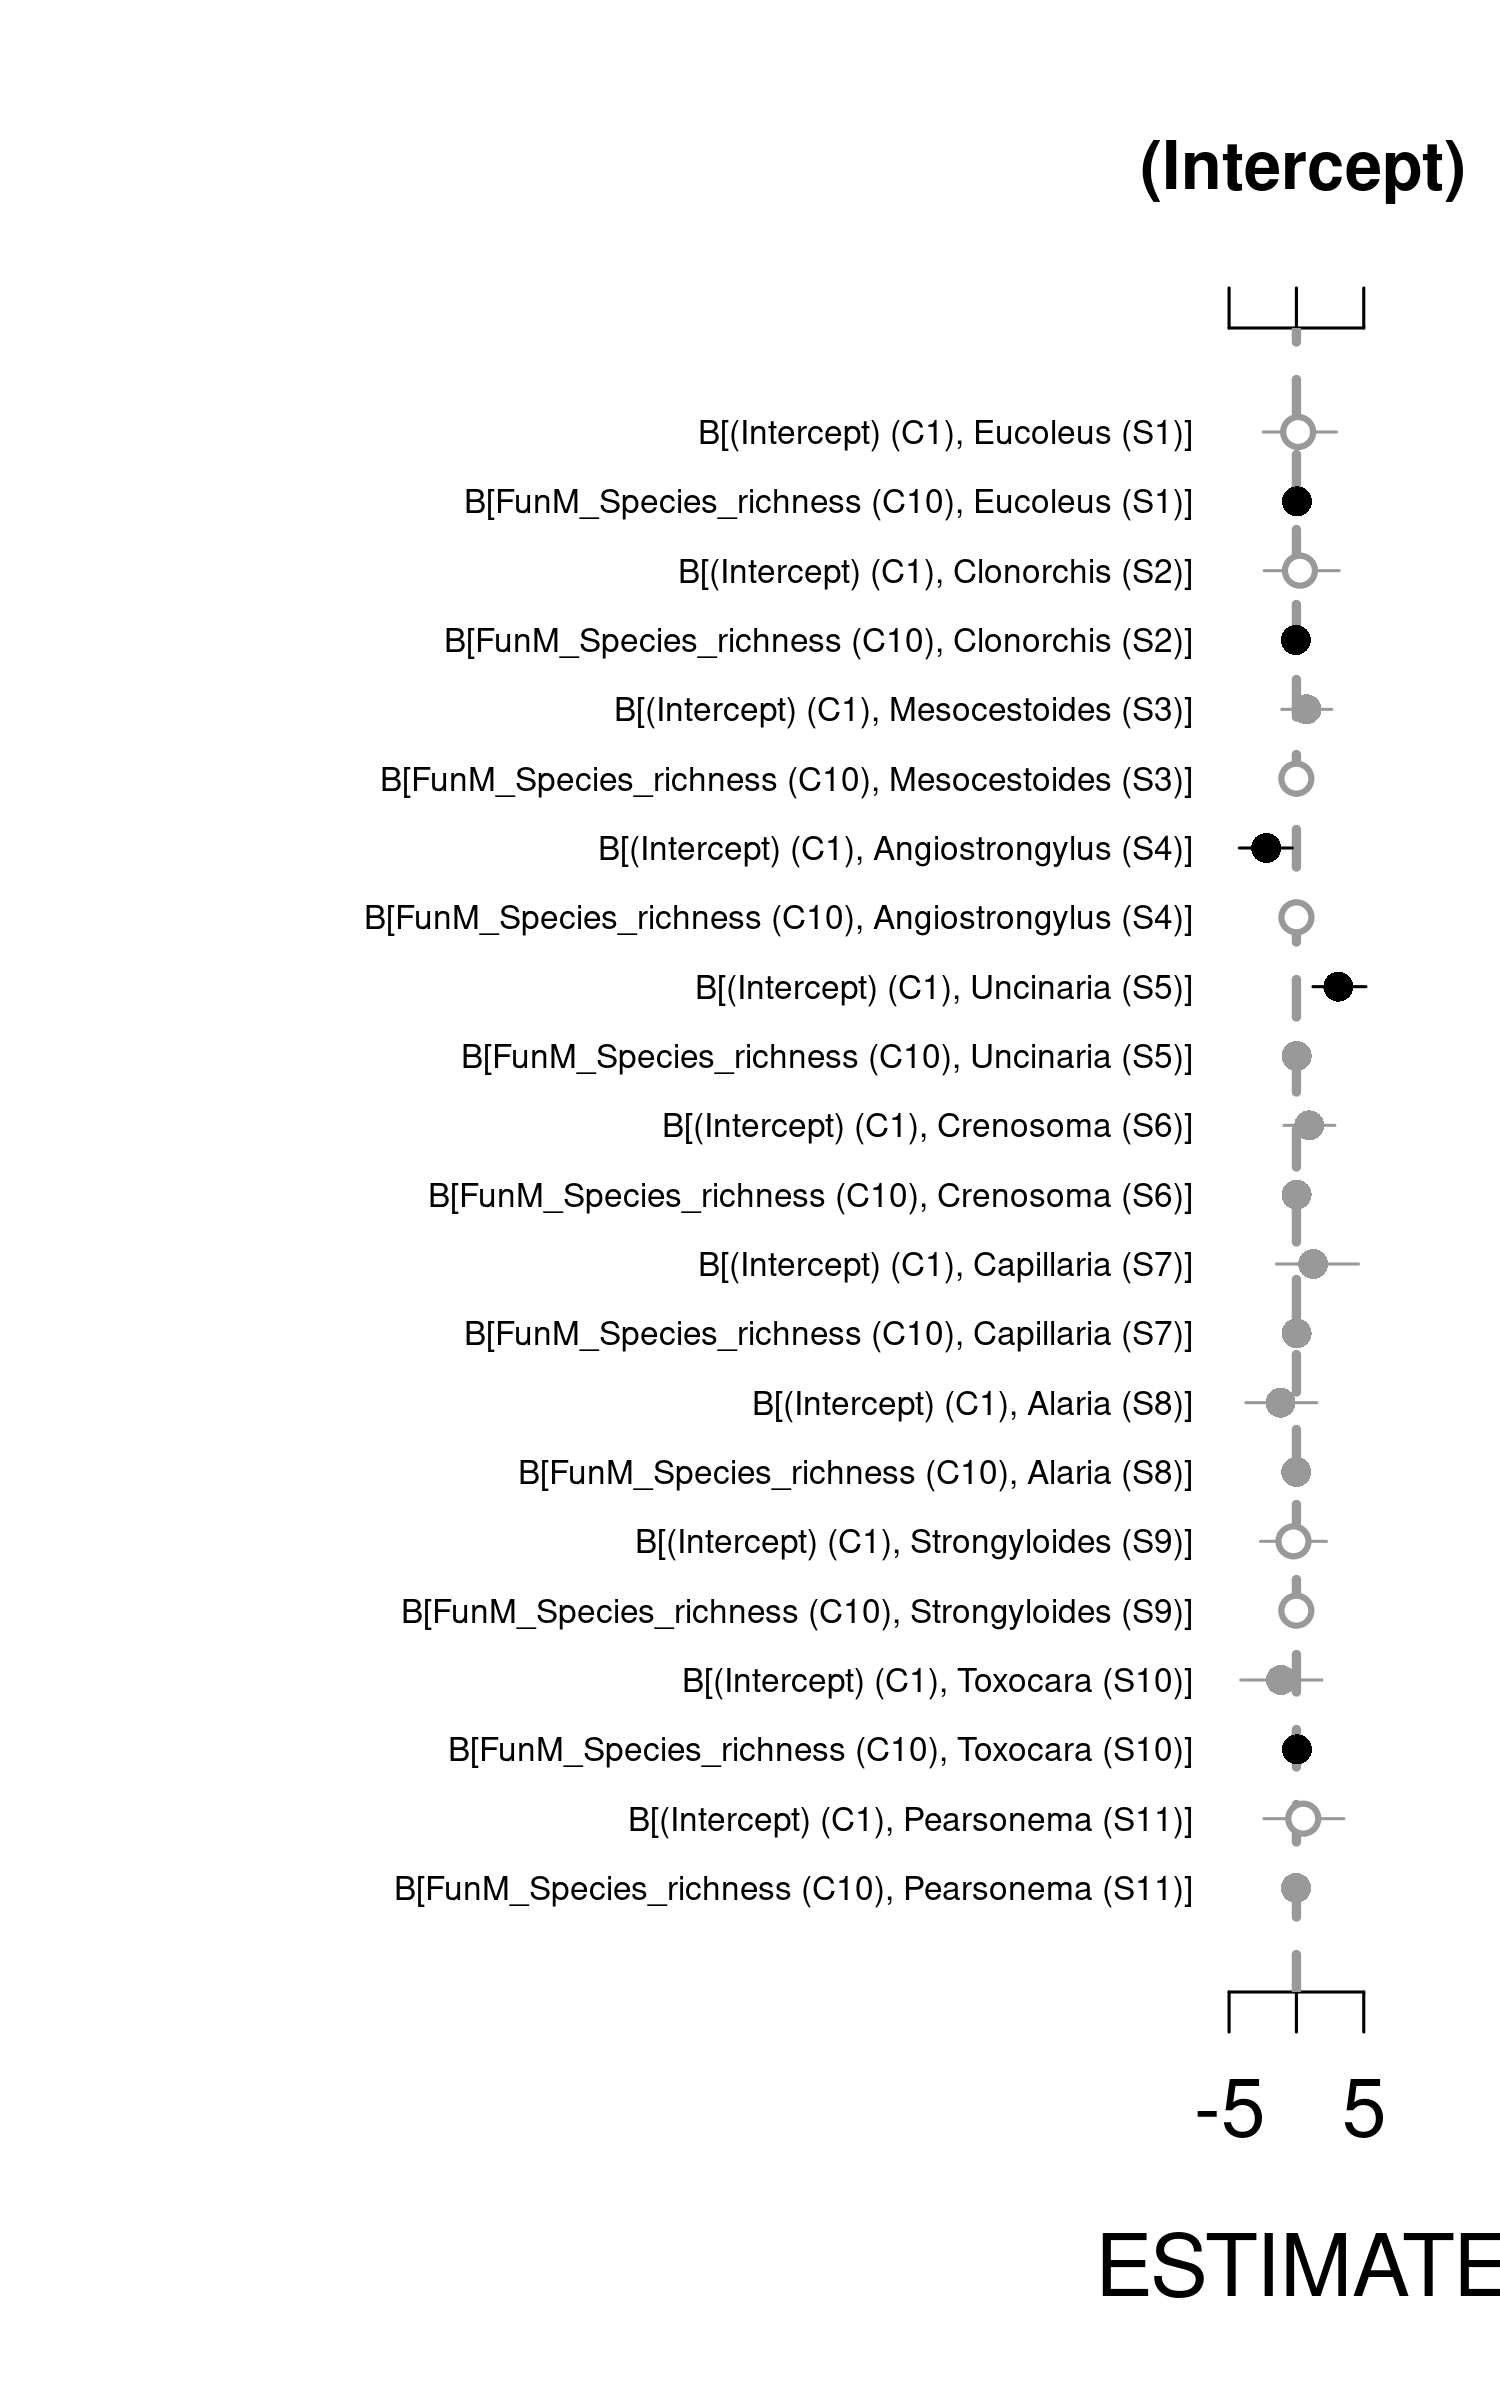 (Intercept)
B[(Intercept) (C1), Eucoleus (S1)]
B[FunM_Species_richness (C10), Eucoleus (S1)]
B[(Intercept) (C1), Clonorchis (S2)]
B[FunM_Species_richness (C10), Clonorchis (S2)]
B[(Intercept) (C1), Mesocestoides (S3)]
B[FunM_Species_richness (C10), Mesocestoides (S3)]
B[(Intercept) (C1), Angiostrongylus (S4)]
B[FunM_Species_richness (C10), Angiostrongylus (S4)]
B[(Intercept) (C1), Uncinaria (S5)]
B[FunM_Species_richness (C10), Uncinaria (S5)]
B[(Intercept) (C1), Crenosoma (S6)]
B[FunM_Species_richness (C10), Crenosoma (S6)]
B[(Intercept) (C1), Capillaria (S7)]
B[FunM_Species_richness (C10), Capillaria (S7)]
B[(Intercept) (C1), Alaria (S8)]
B[FunM_Species_richness (C10), Alaria (S8)]
B[(Intercept) (C1), Strongyloides (S9)]
B[FunM_Species_richness (C10), Strongyloides (S9)]
B[(Intercept) (C1), Toxocara (S10)]
B[FunM_Species_richness (C10), Toxocara (S10)]
B[(Intercept) (C1), Pearsonema (S11)]
B[FunM_Species_richness (C10), Pearsonema (S11)]
-5 5
ESTIMATE